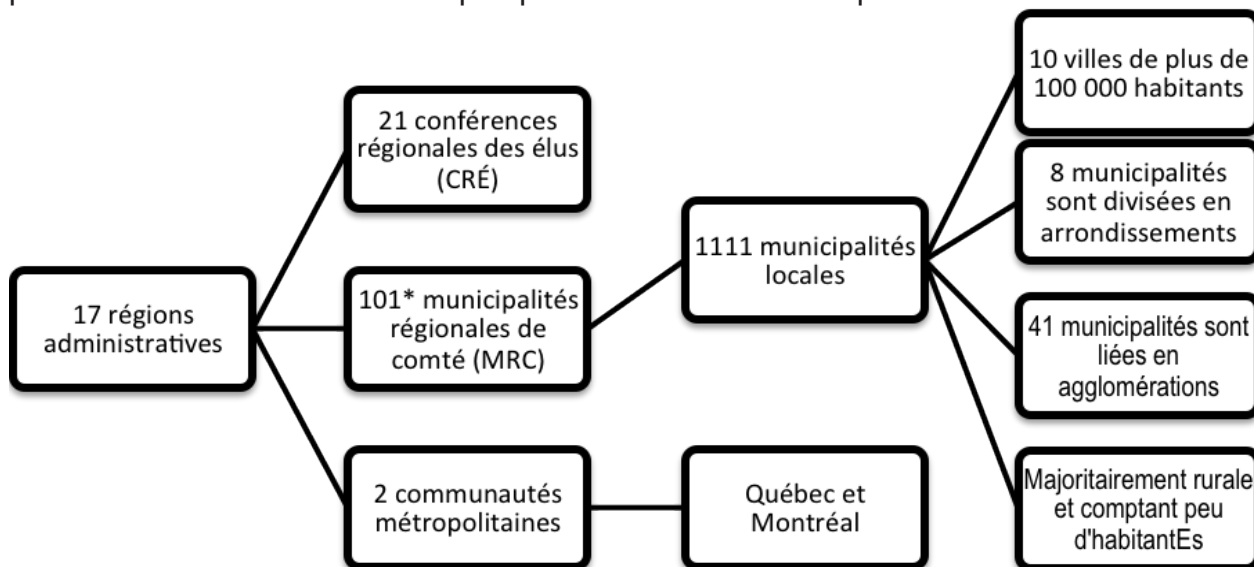 17 régions
administratives
21 conférences
régionales des élus
(CRÉ)
101* municipalités
régionales de
comté (MRC)
2 communautés
métropolitaines
1111 municipalités
locales
Québec et
Montréal
10 villes de plus de
100 000 habitants
8 municipalités
sont divisées en
arrondissements
41 municipalités sont
liées en
agglomérations
Majoritairement rurale
et comptant peu
d'habitantEs